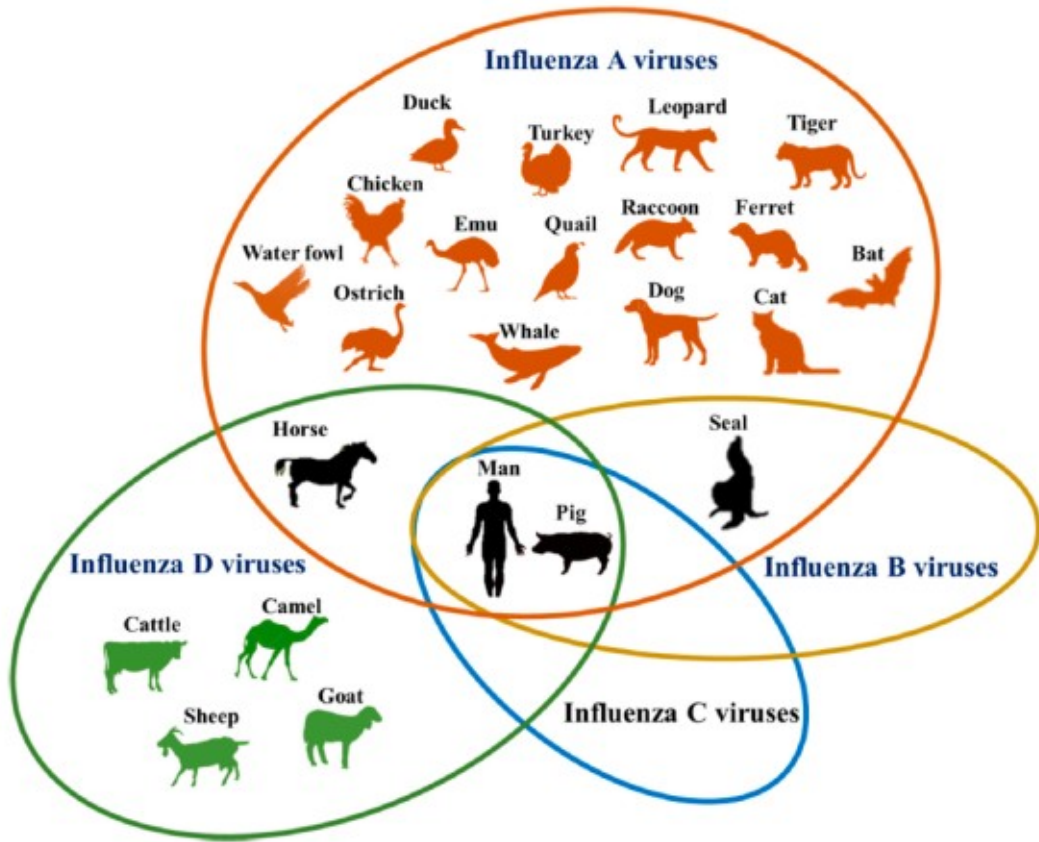 Influenza A viruses
Duck
Leopard
Turkey
Tiger
Chicken
Emu
Quail
Raccoon
Ferret
Water fowl
Bat
Ostrich
Whale
Dog
Cat
Horse
Seal
Man
Pig
Influenza D viruses
Influenza B viruses
Camel
Cattle
Goat
Sheep
Influenza C viruses